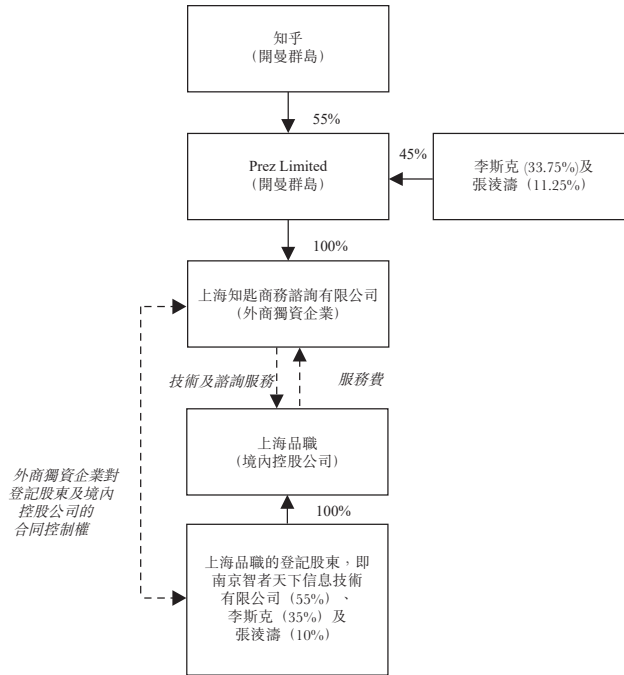 知乎
（開曼群島）
55%
Prez Limited
（開曼群島）
45%
李斯克 (33.75%)及
張淩濤（11.25%）
100%
上海知匙商務諮詢有限公司
（外商獨資企業）
技術及諮詢服務
服務費
上海品職
（境內控股公司）
外商獨資企業對
登記股東及境內
控股公司的
合同控制權
100%
上海品職的登記股東，即
南京智者天下信息技術
有限公司（55%）、
李斯克（35%）及
張淩濤（10%）